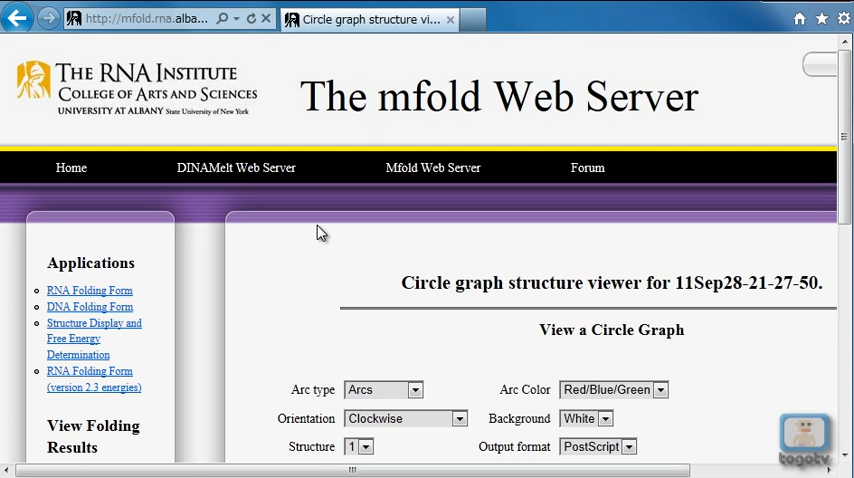 http://mfold.rna.alba...
Circle graph structure vi...
THE RNA INSTITUTE
COLLEGE OF ARTS AND SCIENCES
UNIVERSITY AT ALBANY State University of New York
The mfold Web Server
Home DINAMelt Web Server Mfold Web Server Forum
Applications
RNA Folding Form
DNA Folding Form
Structure Display and
Free Energy
Determination
RNA Folding Form
(version 2.3 energies)
View Folding
Results
Circle graph structure viewer for 11Sep28-21-27-50.
View a Circle Graph
Arc type Arcs Arc Color Red/Blue/Green
Orientation Clockwise Background White
Structure 1 Output format PostScript
togotv